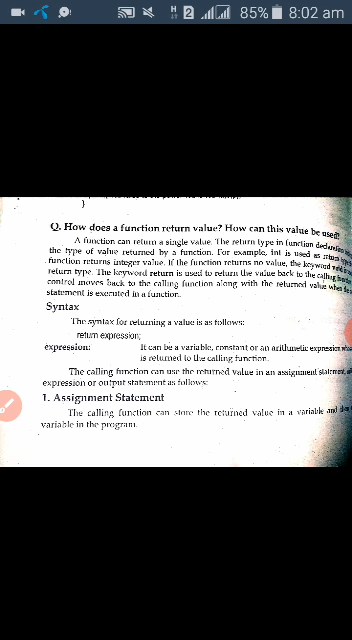 H 2 85% 8:02 am
}
Q. How does a function return value? How can this value be used?
A function can return a single value. The return type in function declaration
the type of value returned by a function. For example, int is used as return
function returns integer value. If the function returns no value, the keyword void
return type. The keyword return is used to return the value back to the calling
control moves back to the calling function along with the returned value when
statement is executed in a function.
Syntax
The syntax for returning a value is as follows:
return expression;
expression: It can be a variable, constant or an arithmetic expression
is returned to the calling function.
The calling function can use the returned value in an assignment statement,
expression or output statement as follows:
1. Assignment Statement
The calling function can store the returned value in a variable and
variable in the program.